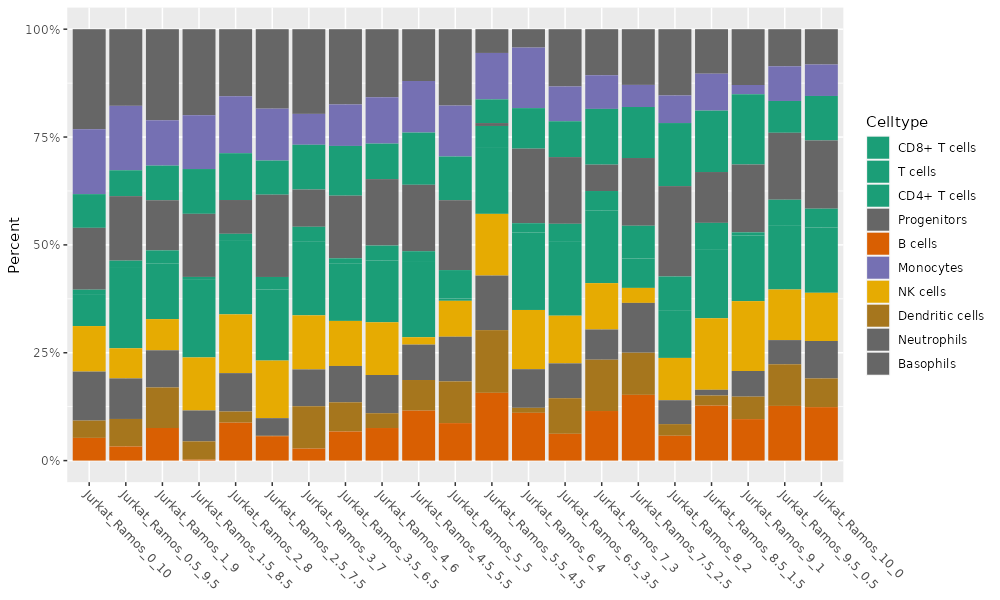 100%
75%
50%
25%
0%
Percent
Jurkat_Ramos_0_10
Jurkat_Ramos_0.5_9.5
Jurkat_Ramos_1_9
Jurkat_Ramos_1.5_8.5
Jurkat_Ramos_2_8
Jurkat_Ramos_2.5_7.5
Jurkat_Ramos_3_7
Jurkat_Ramos_3.5_6.5
Jurkat_Ramos_4_6
Jurkat_Ramos_4.5_5.5
Jurkat_Ramos_5_5
Jurkat_Ramos_5.5_4.5
Jurkat_Ramos_6_4
Jurkat_Ramos_6.5_3.5
Jurkat_Ramos_7_3
Jurkat_Ramos_7.5_2.5
Jurkat_Ramos_8_2
Jurkat_Ramos_8.5_1.5
Jurkat_Ramos_9_1
Jurkat_Ramos_9.5_0.5
Jurkat_Ramos_10_0
Celltype
CD8+ T cells
T cells
CD4+ T cells
Progenitors
B cells
Monocytes
NK cells
Dendritic cells
Neutrophils
Basophils